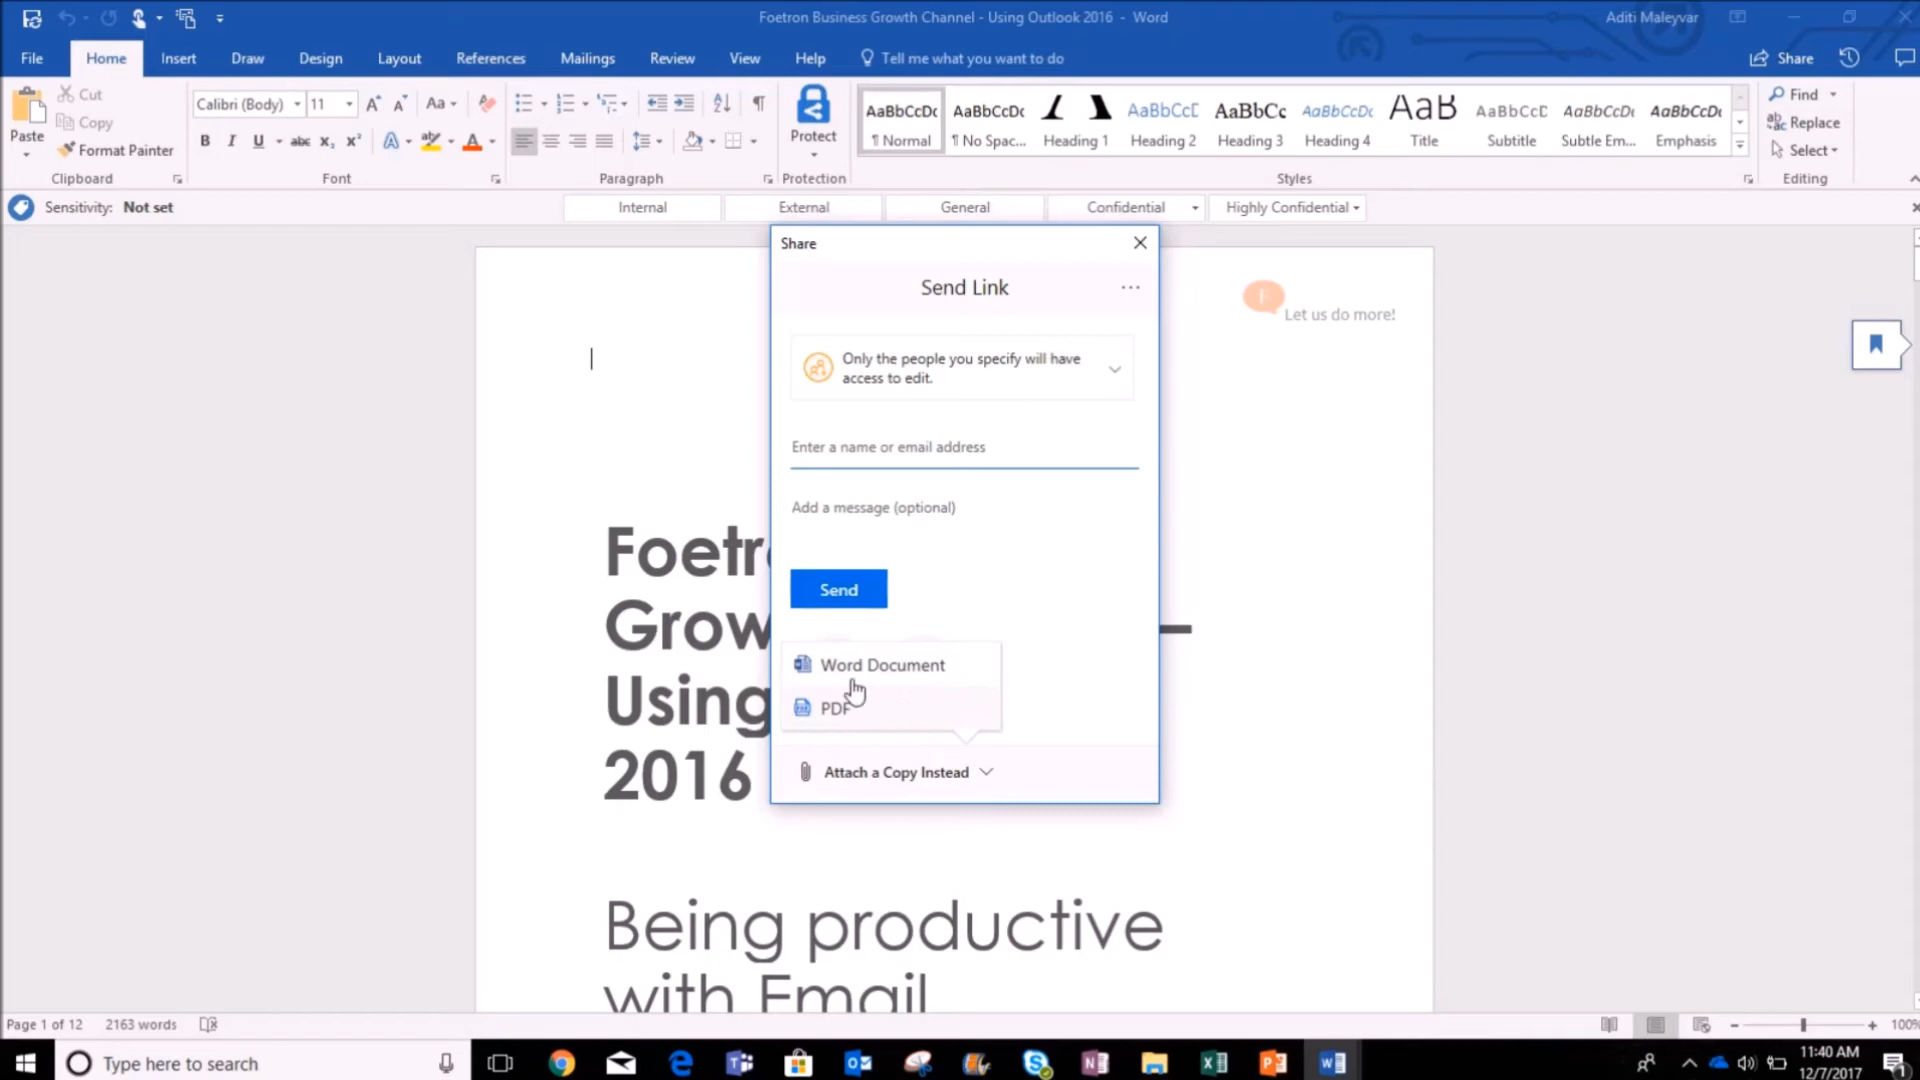 Foetron Business Growth Channel - Using Outlook 2016 - Word
Aditi Maleyvar
File Home Insert Draw Design Layout References Mailings Review View Help Tell me what you want to do
Share
Paste
Cut
Copy
Format Painter
Clipboard
Calibri (Body) 11
Font
Paragraph
Protect
Protection
AaBbCcDc AaBbCcDc AaBbCcD AaBbCc AaBbCcDc AaB AaBbCcD AaBbCcDc AaBbCcDc
¶ Normal ¶ No Spac... Heading 1 Heading 2 Heading 3 Heading 4 Title Subtitle Subtle Em... Emphasis
Styles
Find
Replace
Select
Editing
Sensitivity: Not set
Internal External General Confidential Highly Confidential
Share
Send Link
Only the people you specify will have
access to edit.
Enter a name or email address
Add a message (optional)
Send
Word Document
PDF
Attach a Copy Instead
Let us do more!
Foetr
Grow –
Using
2016
Being productive
with Email
Page 1 of 12 2163 words
100%
Type here to search
11:40 AM
12/7/2017